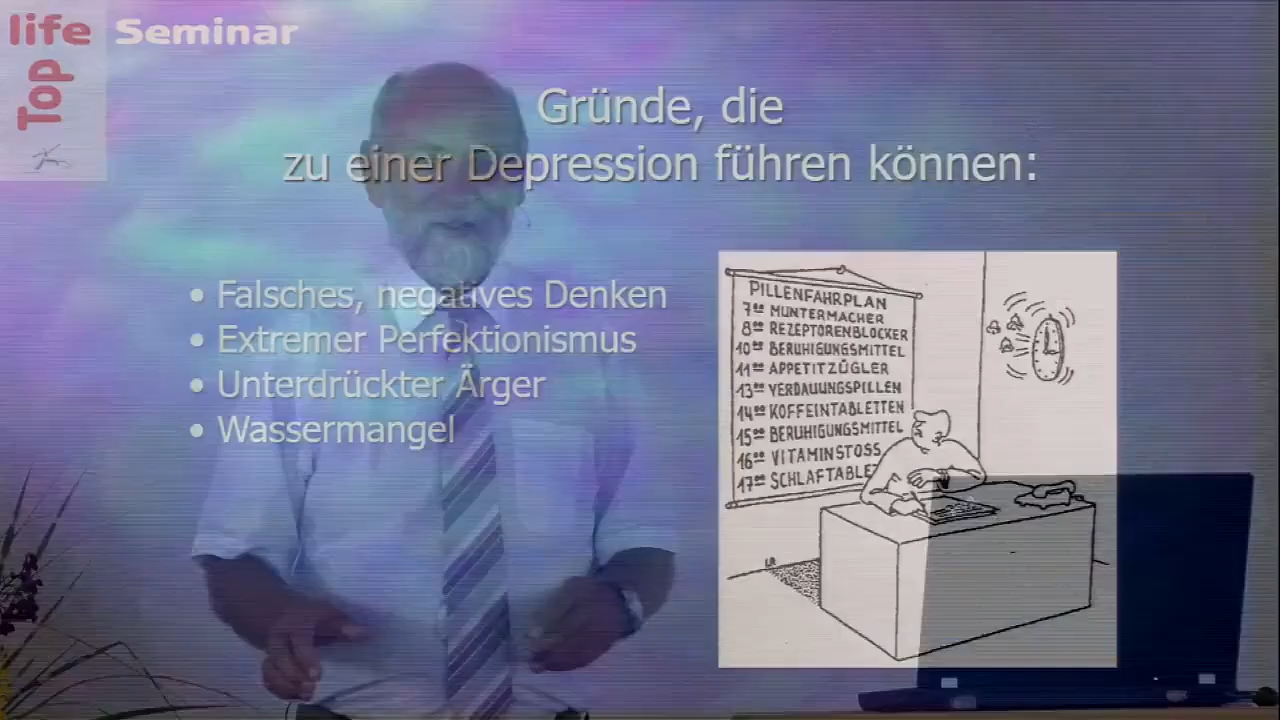 life Seminar
Top
Gründe, die
zu einer Depression führen können:
• Falsches, negatives Denken
• Extremer Perfektionismus
• Unterdrückter Ärger
• Wassermangel
PILLENFAHRPLAN
7⁰⁰ MUNTERMACHER
8⁰⁰ REZEPTORENBLOCKER
10⁰⁰ BERUHIGUNGSMITTEL
11⁰⁰ APPETITZÜGLER
13⁰⁰ VERDAUUNGSPILLEN
14⁰⁰ KOFFEINTABLETTEN
15⁰⁰ BERUHIGUNGSMITTEL
16⁰⁰ VITAMINSTOSS
17⁰⁰ SCHLAFTABLE